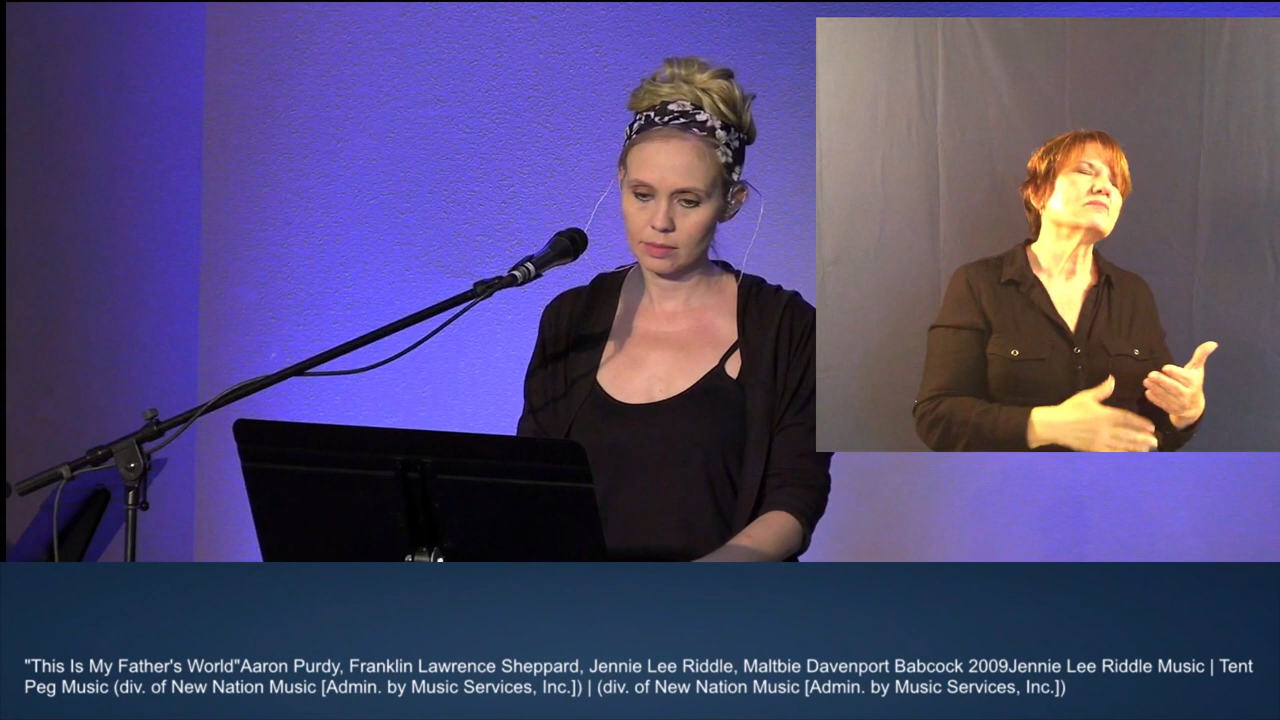 "This Is My Father's World"Aaron Purdy, Franklin Lawrence Sheppard, Jennie Lee Riddle, Maltbie Davenport Babcock 2009Jennie Lee Riddle Music | Tent
Peg Music (div. of New Nation Music [Admin. by Music Services, Inc.]) | (div. of New Nation Music [Admin. by Music Services, Inc.])